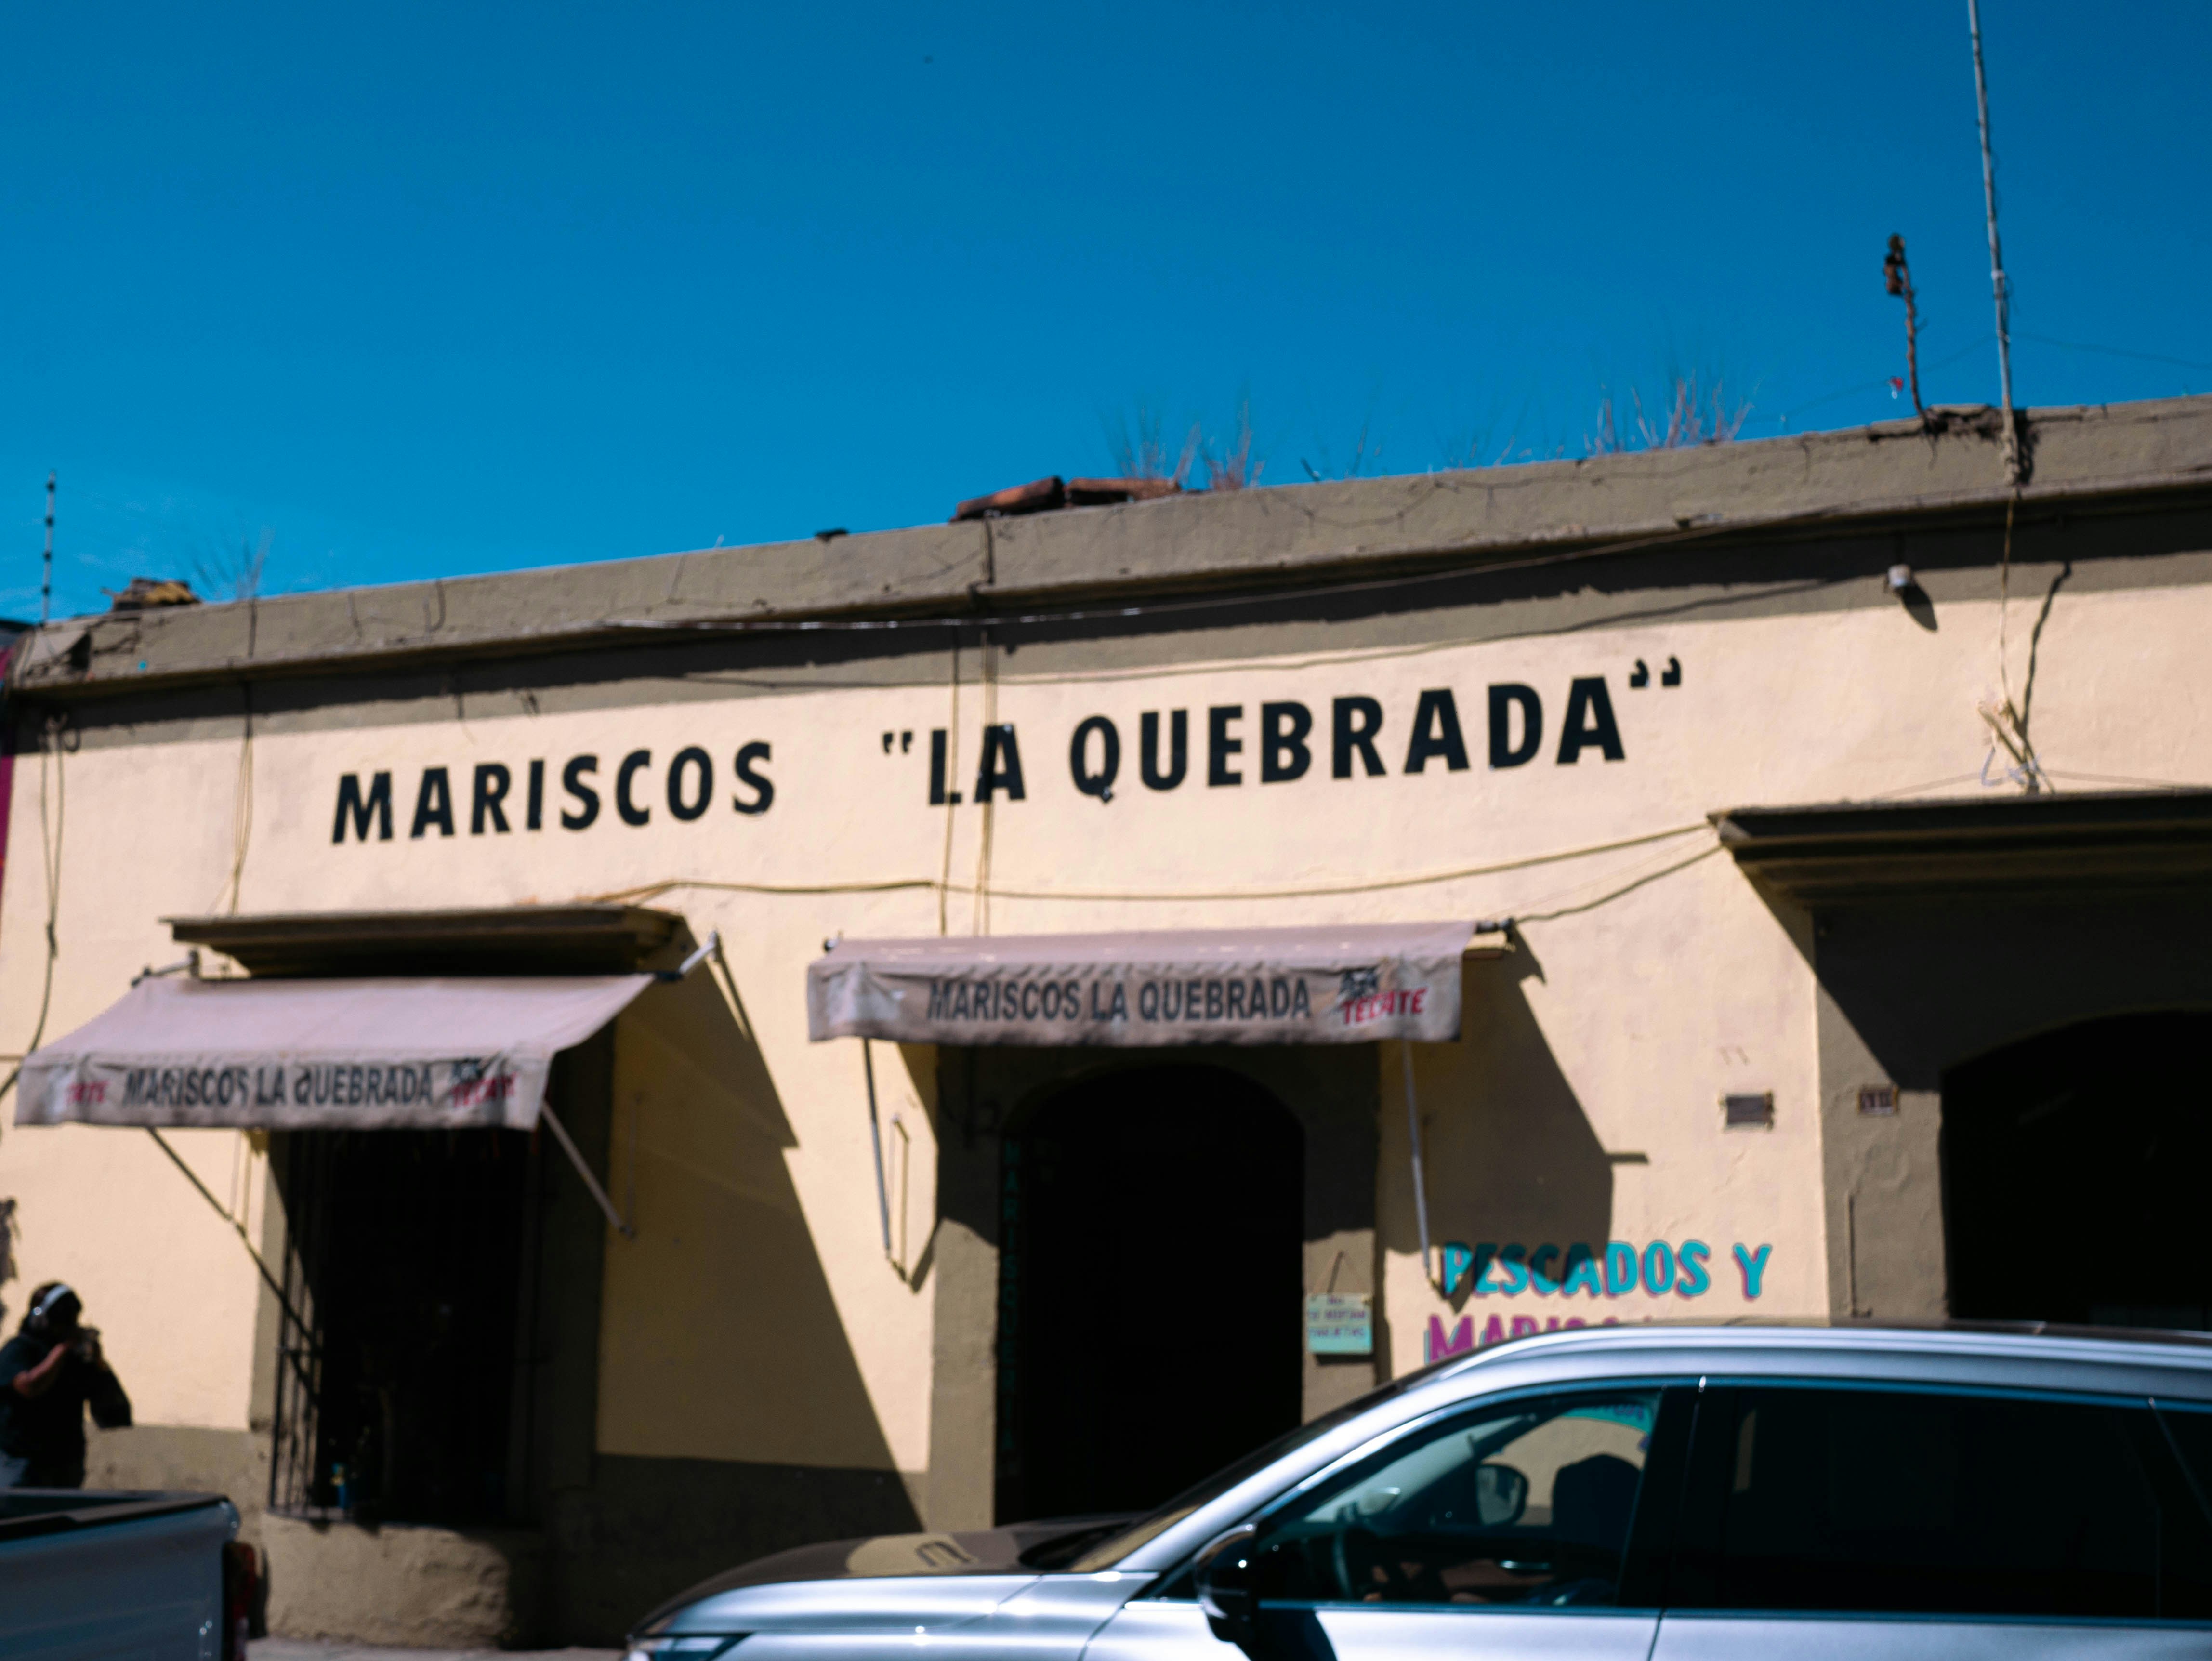 MARISCOS "LA QUEBRADA"
MARISCOS LA QUEBRADA TECATE
MARISCOS LA QUEBRADA TECATE
PESCADOS Y